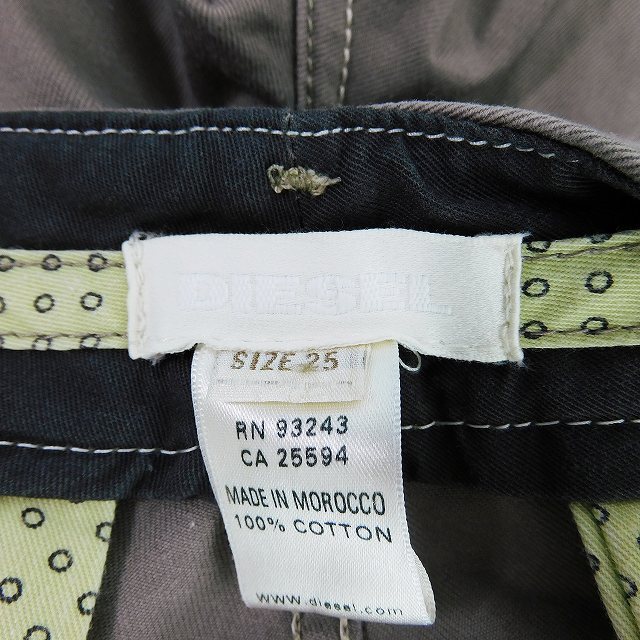 DIESEL
SIZE 25
RN 93243
CA 25594
MADE IN MOROCCO
100% COTTON
www.diesel.com